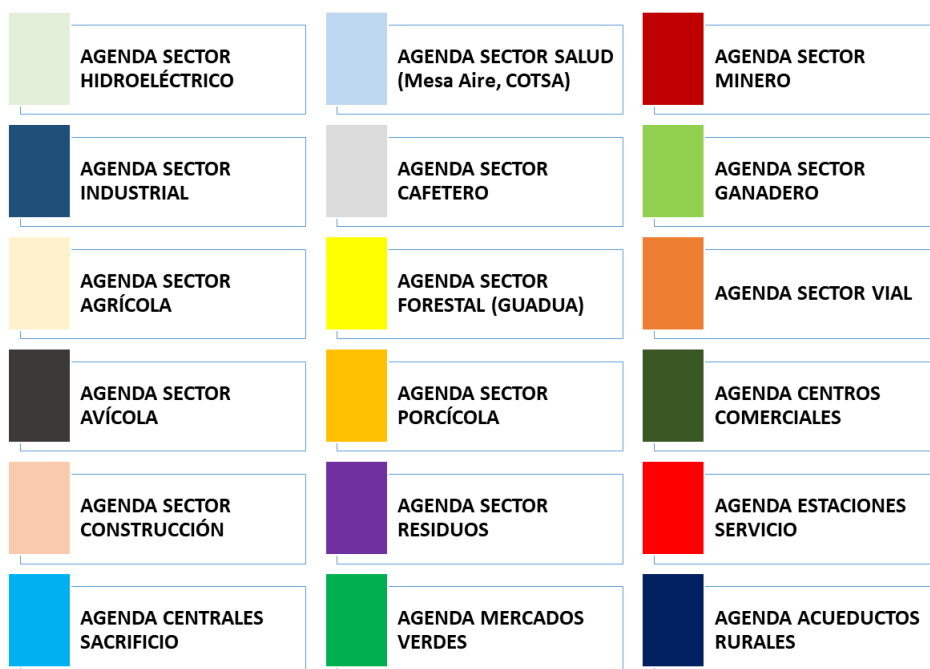 AGENDA SECTOR
HIDROELÉCTRICO
AGENDA SECTOR SALUD
(Mesa Aire, COTSA)
AGENDA SECTOR
MINERO
AGENDA SECTOR
INDUSTRIAL
AGENDA SECTOR
CAFETERO
AGENDA SECTOR
GANADERO
AGENDA SECTOR
AGRÍCOLA
AGENDA SECTOR
FORESTAL (GUADUA)
AGENDA SECTOR VIAL
AGENDA SECTOR
AVÍCOLA
AGENDA SECTOR
PORCÍCOLA
AGENDA CENTROS
COMERCIALES
AGENDA SECTOR
CONSTRUCCIÓN
AGENDA SECTOR
RESIDUOS
AGENDA ESTACIONES
SERVICIO
AGENDA CENTRALES
SACRIFICIO
AGENDA MERCADOS
VERDES
AGENDA ACUEDUCTOS
RURALES